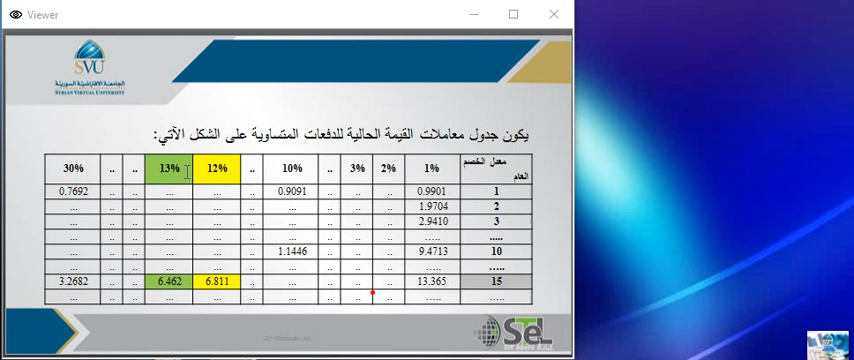 Viewer
SVU
الجامعة الافتراضية السورية
SYRIAN VIRTUAL UNIVERSITY
يكون جدول معاملات القيمة الحالية للدفعات المتساوية على الشكل الآتي:
معدل الخصم 1% 2% 3% .. 10% .. 12% 13% .. .. 30%
العام
1 0.9901 .. .. .. 0.9091 .. ... ... .. .. 0.7692
2 1.9704 .. .. .. ... .. ... ... .. .. ...
3 2.9410 .. .. .. ... .. ... ... .. .. ...
..... ..... .. .. .. ... .. ... ... .. .. ...
10 9.4713 .. .. .. 1.1446 .. ... ... .. .. ...
..... ..... .. .. .. ... .. ... ... .. .. ...
15 13.365 .. .. .. ... .. 6.811 6.462 .. .. 3.2682
..... ..... .. .. .. ... .. ... ... .. .. ...
SteL